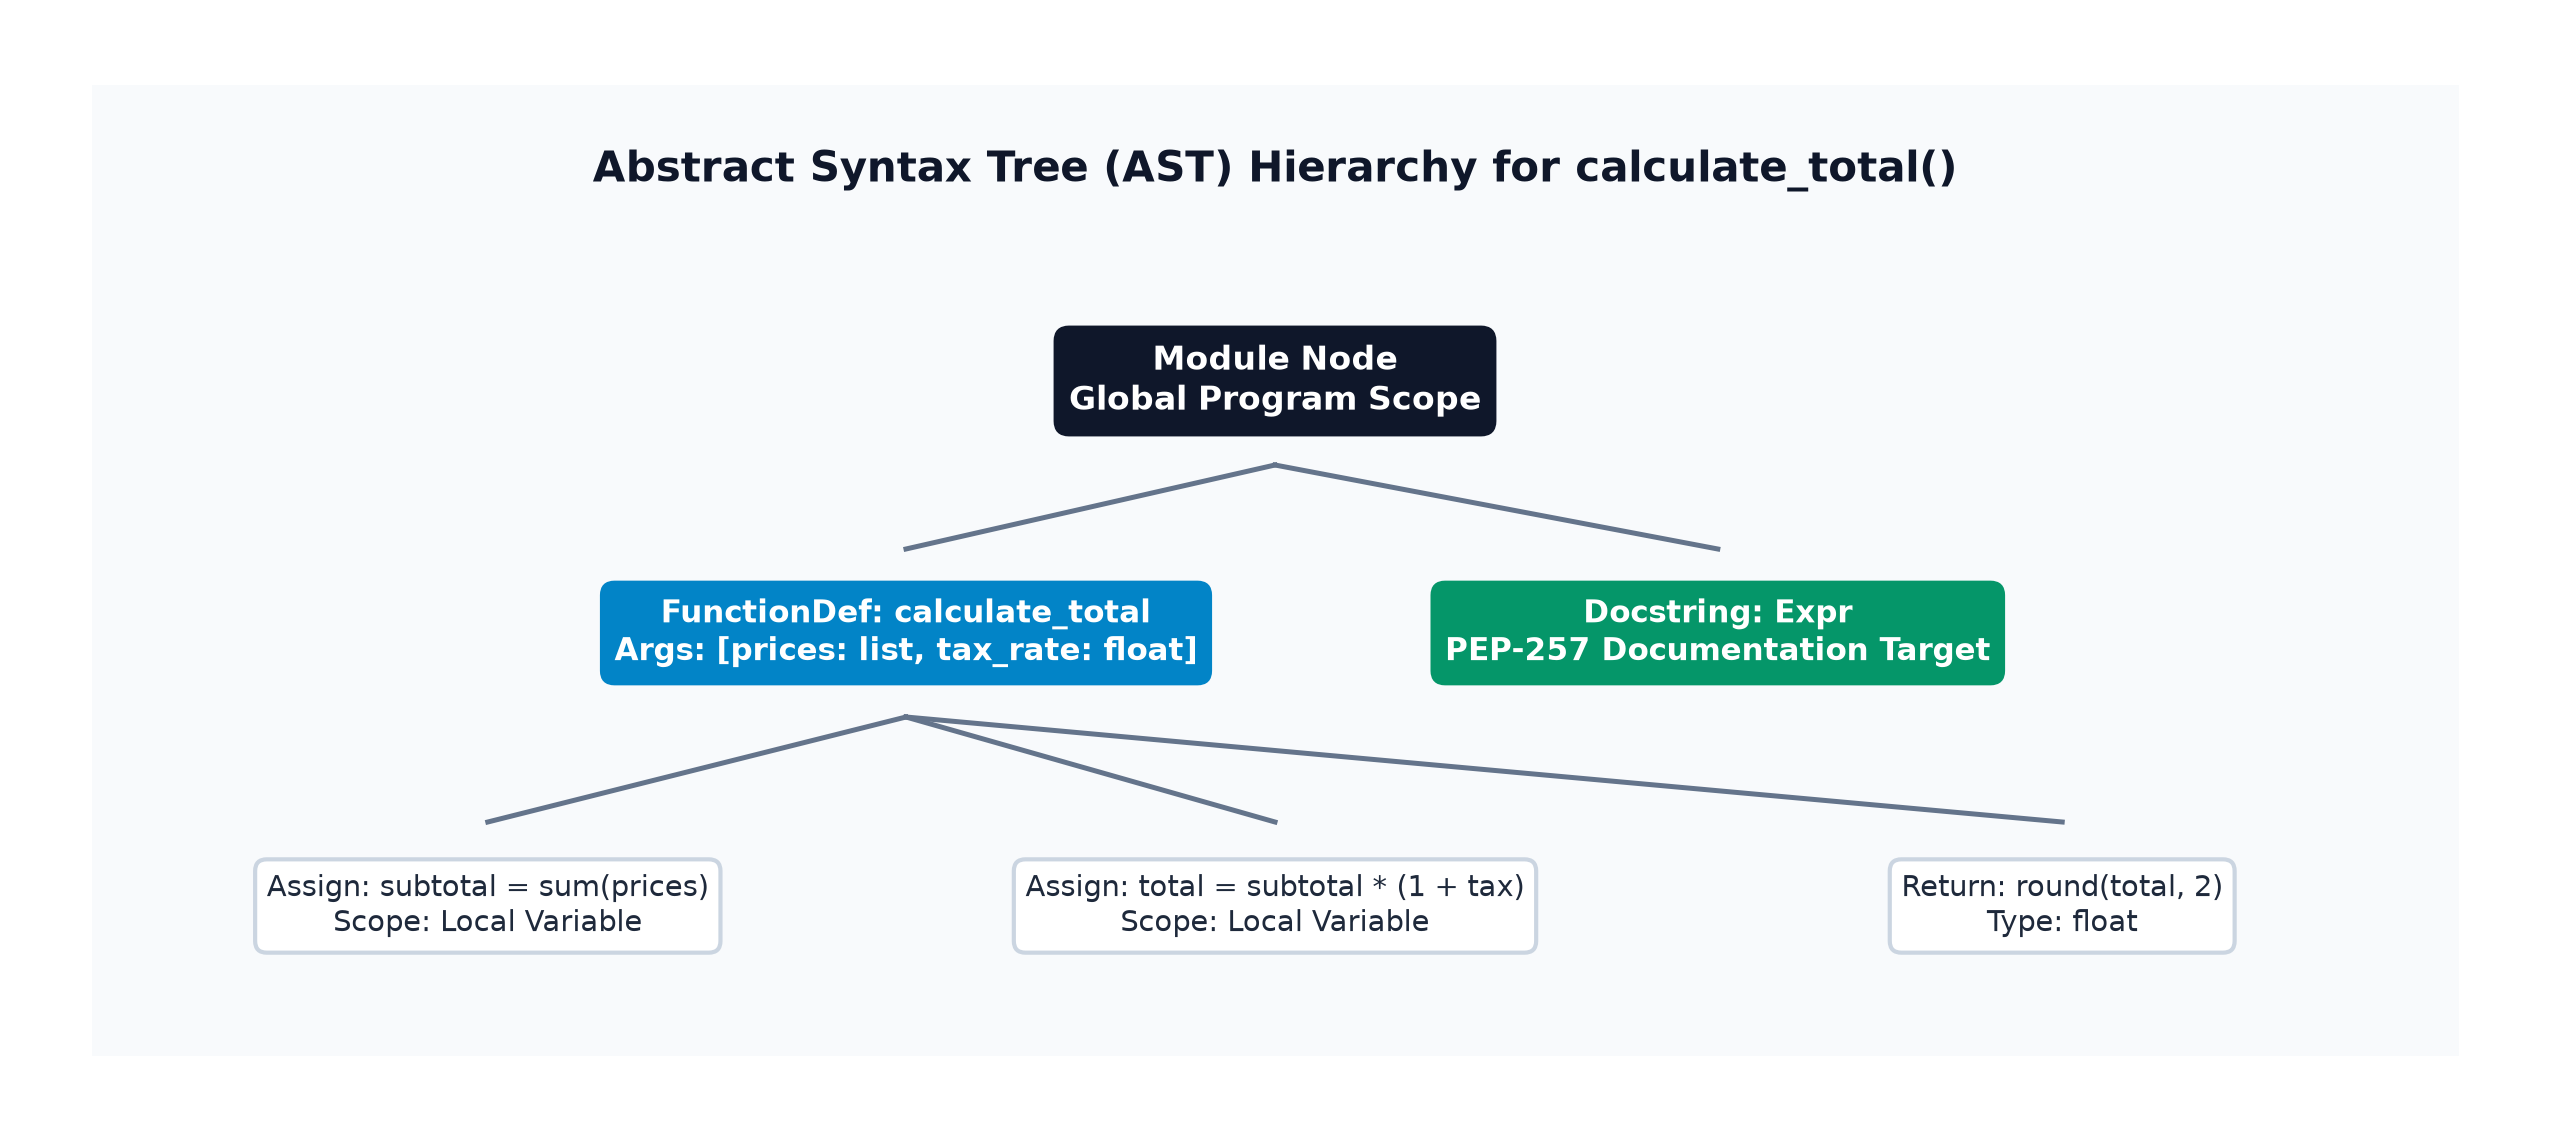 Abstract Syntax Tree (AST) Hierarchy for calculate_total()
Module Node
Global Program Scope
FunctionDef: calculate_total
Args: [prices: list, tax_rate: float]
Docstring: Expr
PEP-257 Documentation Target
Assign: subtotal = sum(prices)
Scope: Local Variable
Assign: total = subtotal * (1 + tax)
Scope: Local Variable
Return: round(total, 2)
Type: float